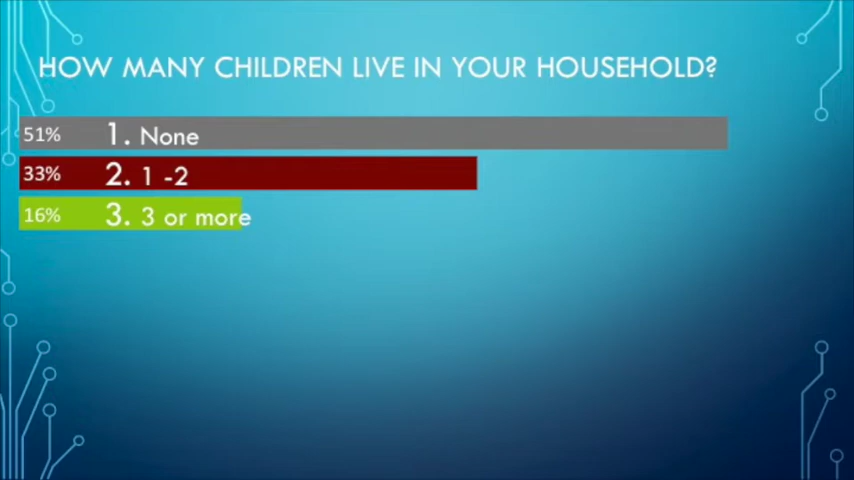 HOW MANY CHILDREN LIVE IN YOUR HOUSEHOLD?
51% 1. None
33% 2. 1 -2
16% 3. 3 or more